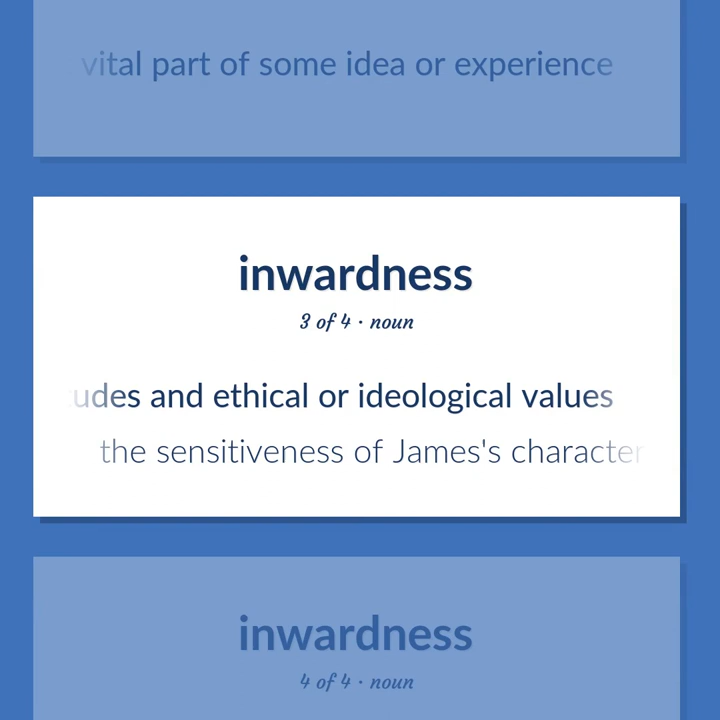 vital part of some idea or experience
inwardness
3 of 4 · noun
udes and ethical or ideological values
the sensitiveness of James's character
inwardness
4 of 4 · noun